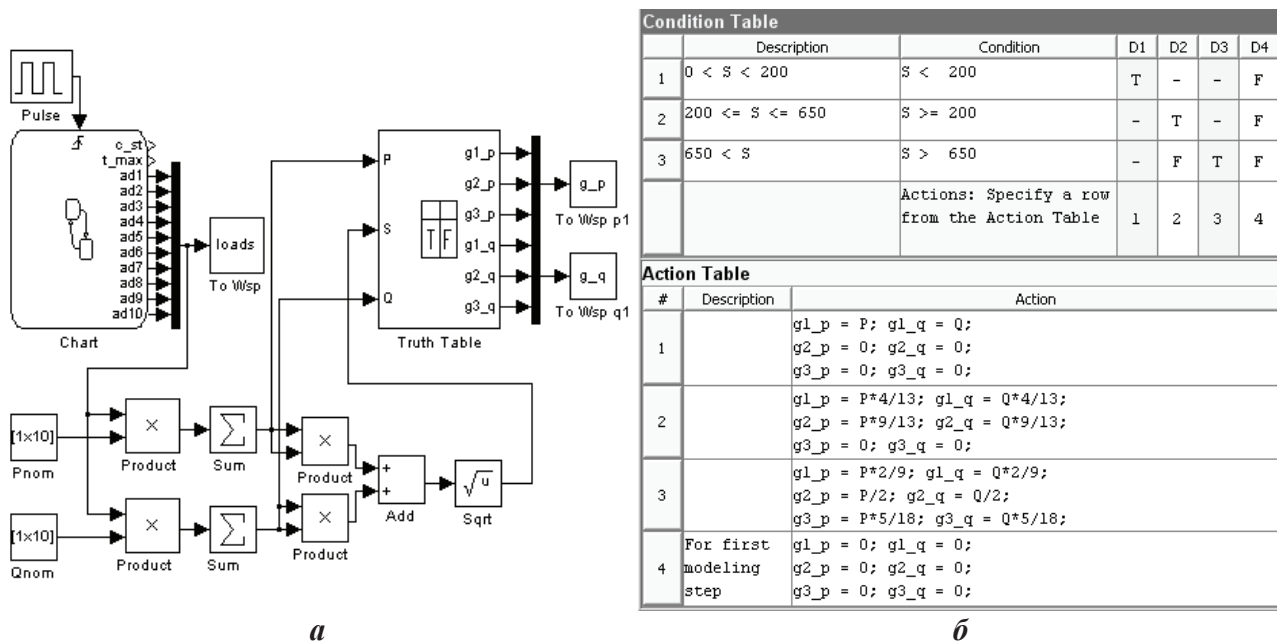 Pulse
c_st
t_max
ad1
ad2
ad3
ad4
ad5
ad6
ad7
ad8
ad9
ad10
Chart
loads
To Wsp
P
S
Q
T F
g1_p
g2_p
g3_p
g1_q
g2_q
g3_q
Truth Table
g_p
To Wsp p1
g_q
To Wsp q1
[1x10]
Pnom
×
Product
Σ
Sum
×
Product
+
+
Add
√u
Sqrt
[1x10]
Qnom
×
Product
Σ
Sum
×
Product
а
Condition Table
Description Condition D1 D2 D3 D4
1 0 < S < 200 S < 200 T - - F
2 200 <= S <= 650 S >= 200 - T - F
3 650 < S S > 650 - F T F
Actions: Specify a row
from the Action Table 1 2 3 4
Action Table
# Description Action
1 g1_p = P; g1_q = Q;
g2_p = 0; g2_q = 0;
g3_p = 0; g3_q = 0;
2 g1_p = P*4/13; g1_q = Q*4/13;
g2_p = P*9/13; g2_q = Q*9/13;
g3_p = 0; g3_q = 0;
3 g1_p = P*2/9; g1_q = Q*2/9;
g2_p = P/2; g2_q = Q/2;
g3_p = P*5/18; g3_q = Q*5/18;
For first g1_p = 0; g1_q = 0;
4 modeling g2_p = 0; g2_q = 0;
step g3_p = 0; g3_q = 0;
б